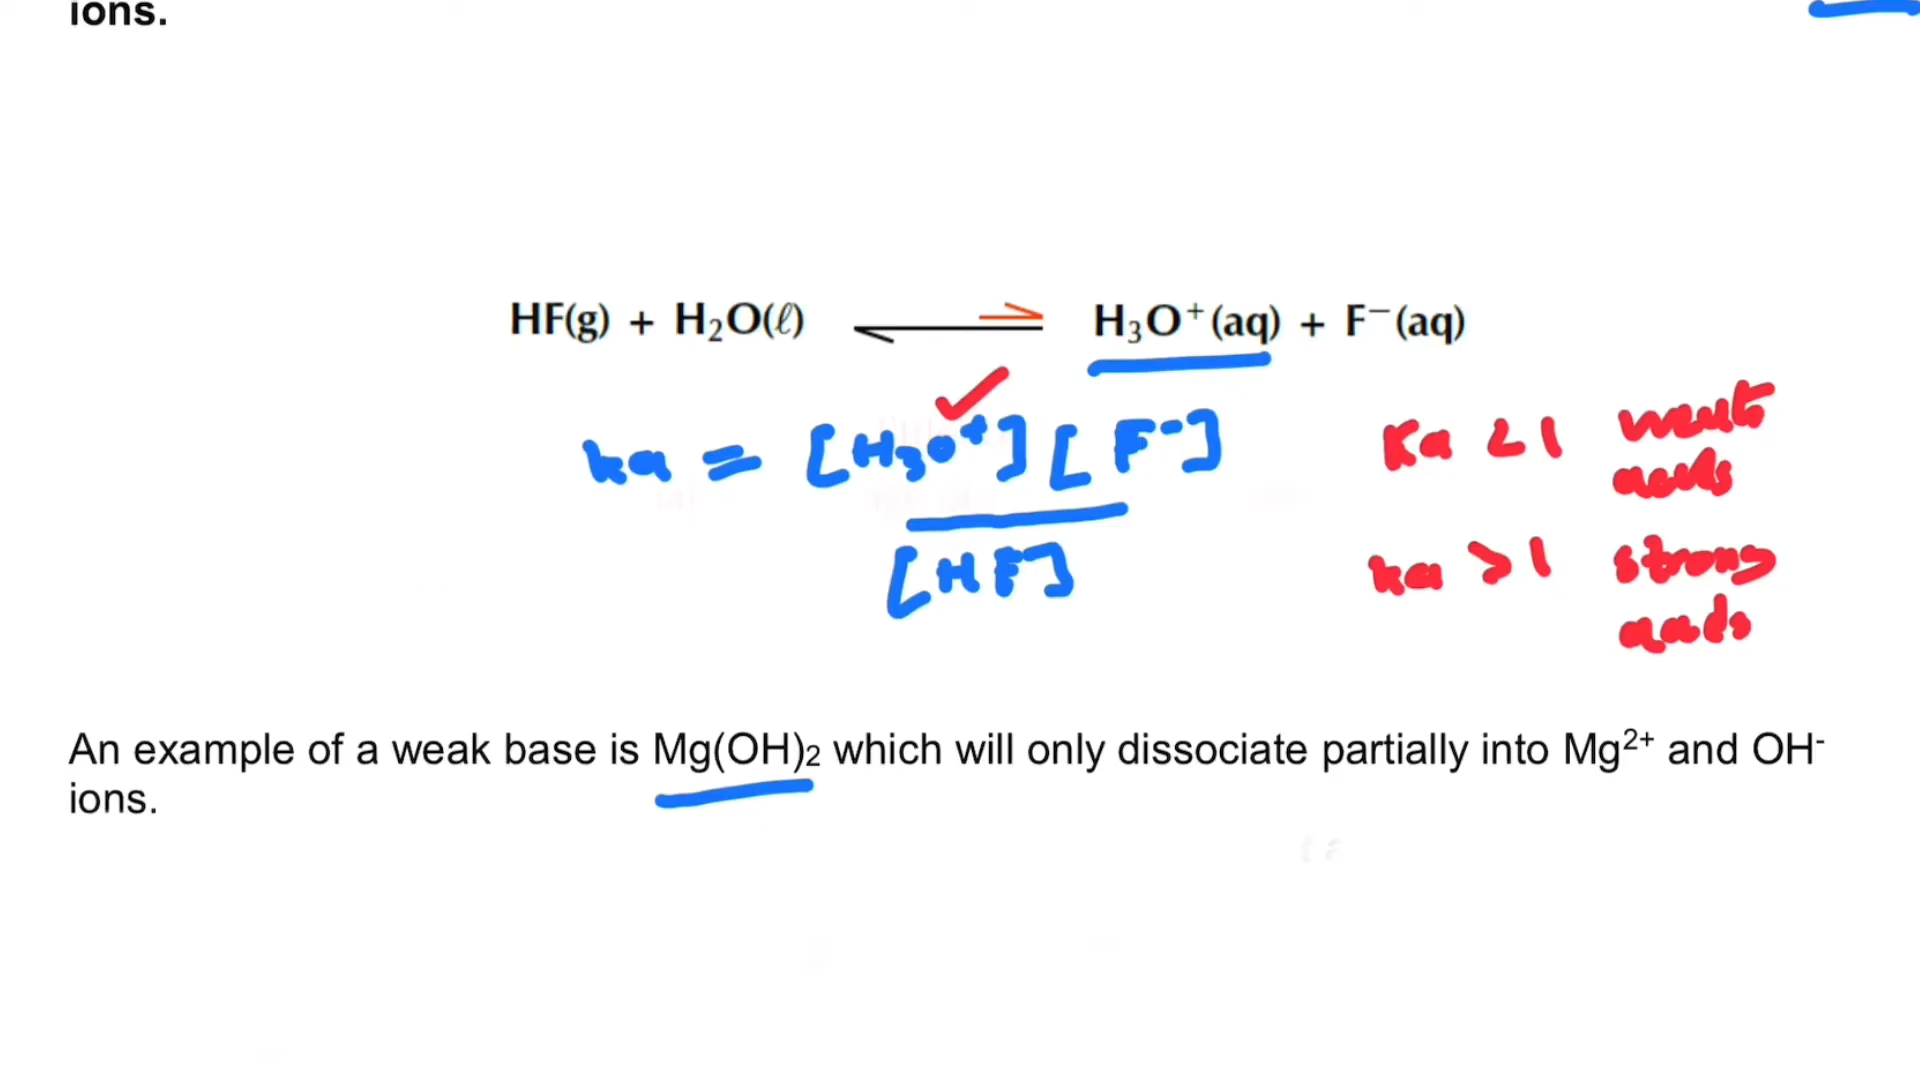 ions.
HF(g) + H₂O(ℓ) ⇌ H₃O⁺(aq) + F⁻(aq)
ka = [H₃O⁺][F⁻]
[HF]
Ka < 1 weak
acids
ka > 1 strong
acids
An example of a weak base is Mg(OH)₂ which will only dissociate partially into Mg²⁺ and OH⁻
ions.